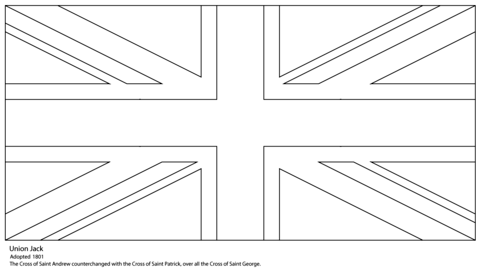 Union Jack
Adopted 1801
The Cross of Saint Andrew counterchanged with the Cross of Saint Patrick, over all the Cross of Saint George.